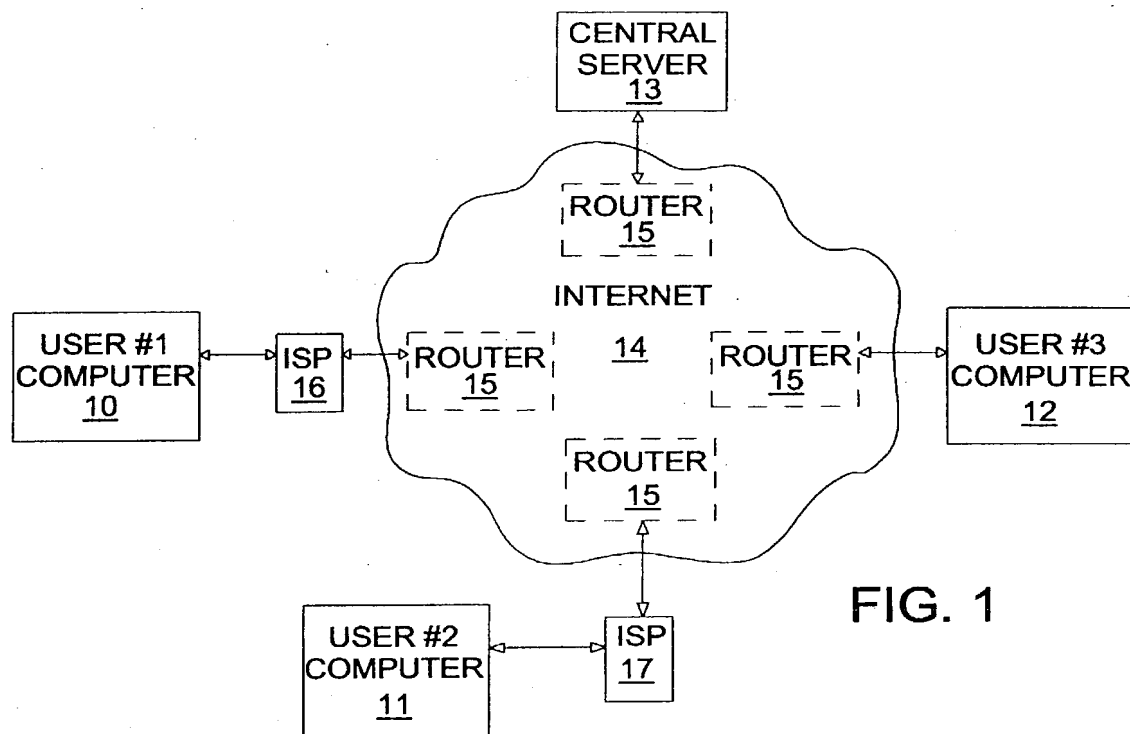 CENTRAL
SERVER
13
ROUTER
15
INTERNET
14
USER #1
COMPUTER
10
ISP
16
ROUTER
15
ROUTER
15
USER #3
COMPUTER
12
ROUTER
15
USER #2
COMPUTER
11
ISP
17
FIG. 1